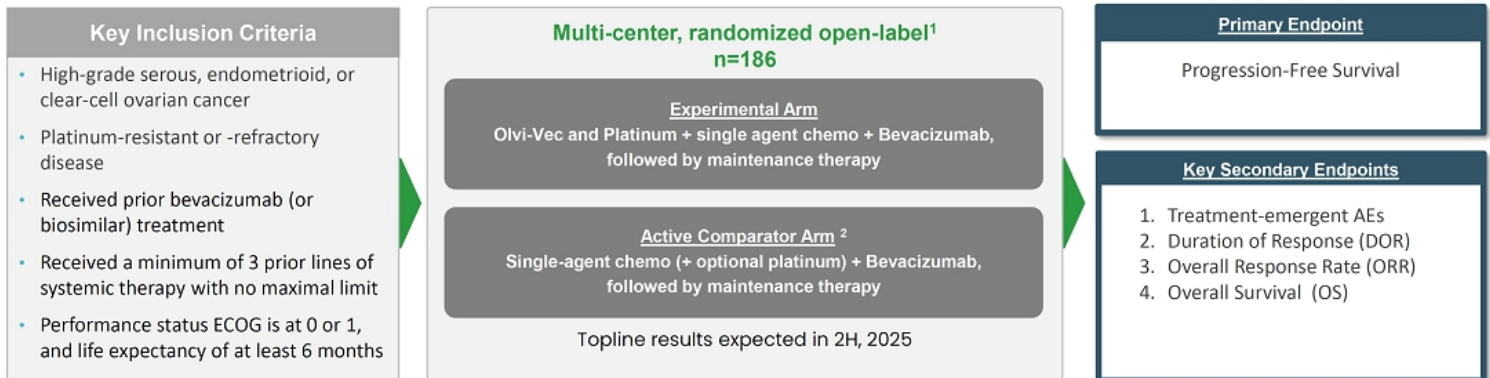 Key Inclusion Criteria
• High-grade serous, endometrioid, or
clear-cell ovarian cancer
• Platinum-resistant or -refractory
disease
• Received prior bevacizumab (or
biosimilar) treatment
• Received a minimum of 3 prior lines of
systemic therapy with no maximal limit
• Performance status ECOG is at 0 or 1,
and life expectancy of at least 6 months
Multi-center, randomized open-label¹
n=186
Experimental Arm
Olvi-Vec and Platinum + single agent chemo + Bevacizumab,
followed by maintenance therapy
Active Comparator Arm ²
Single-agent chemo (+ optional platinum) + Bevacizumab,
followed by maintenance therapy
Topline results expected in 2H, 2025
Primary Endpoint
Progression-Free Survival
Key Secondary Endpoints
1. Treatment-emergent AEs
2. Duration of Response (DOR)
3. Overall Response Rate (ORR)
4. Overall Survival (OS)